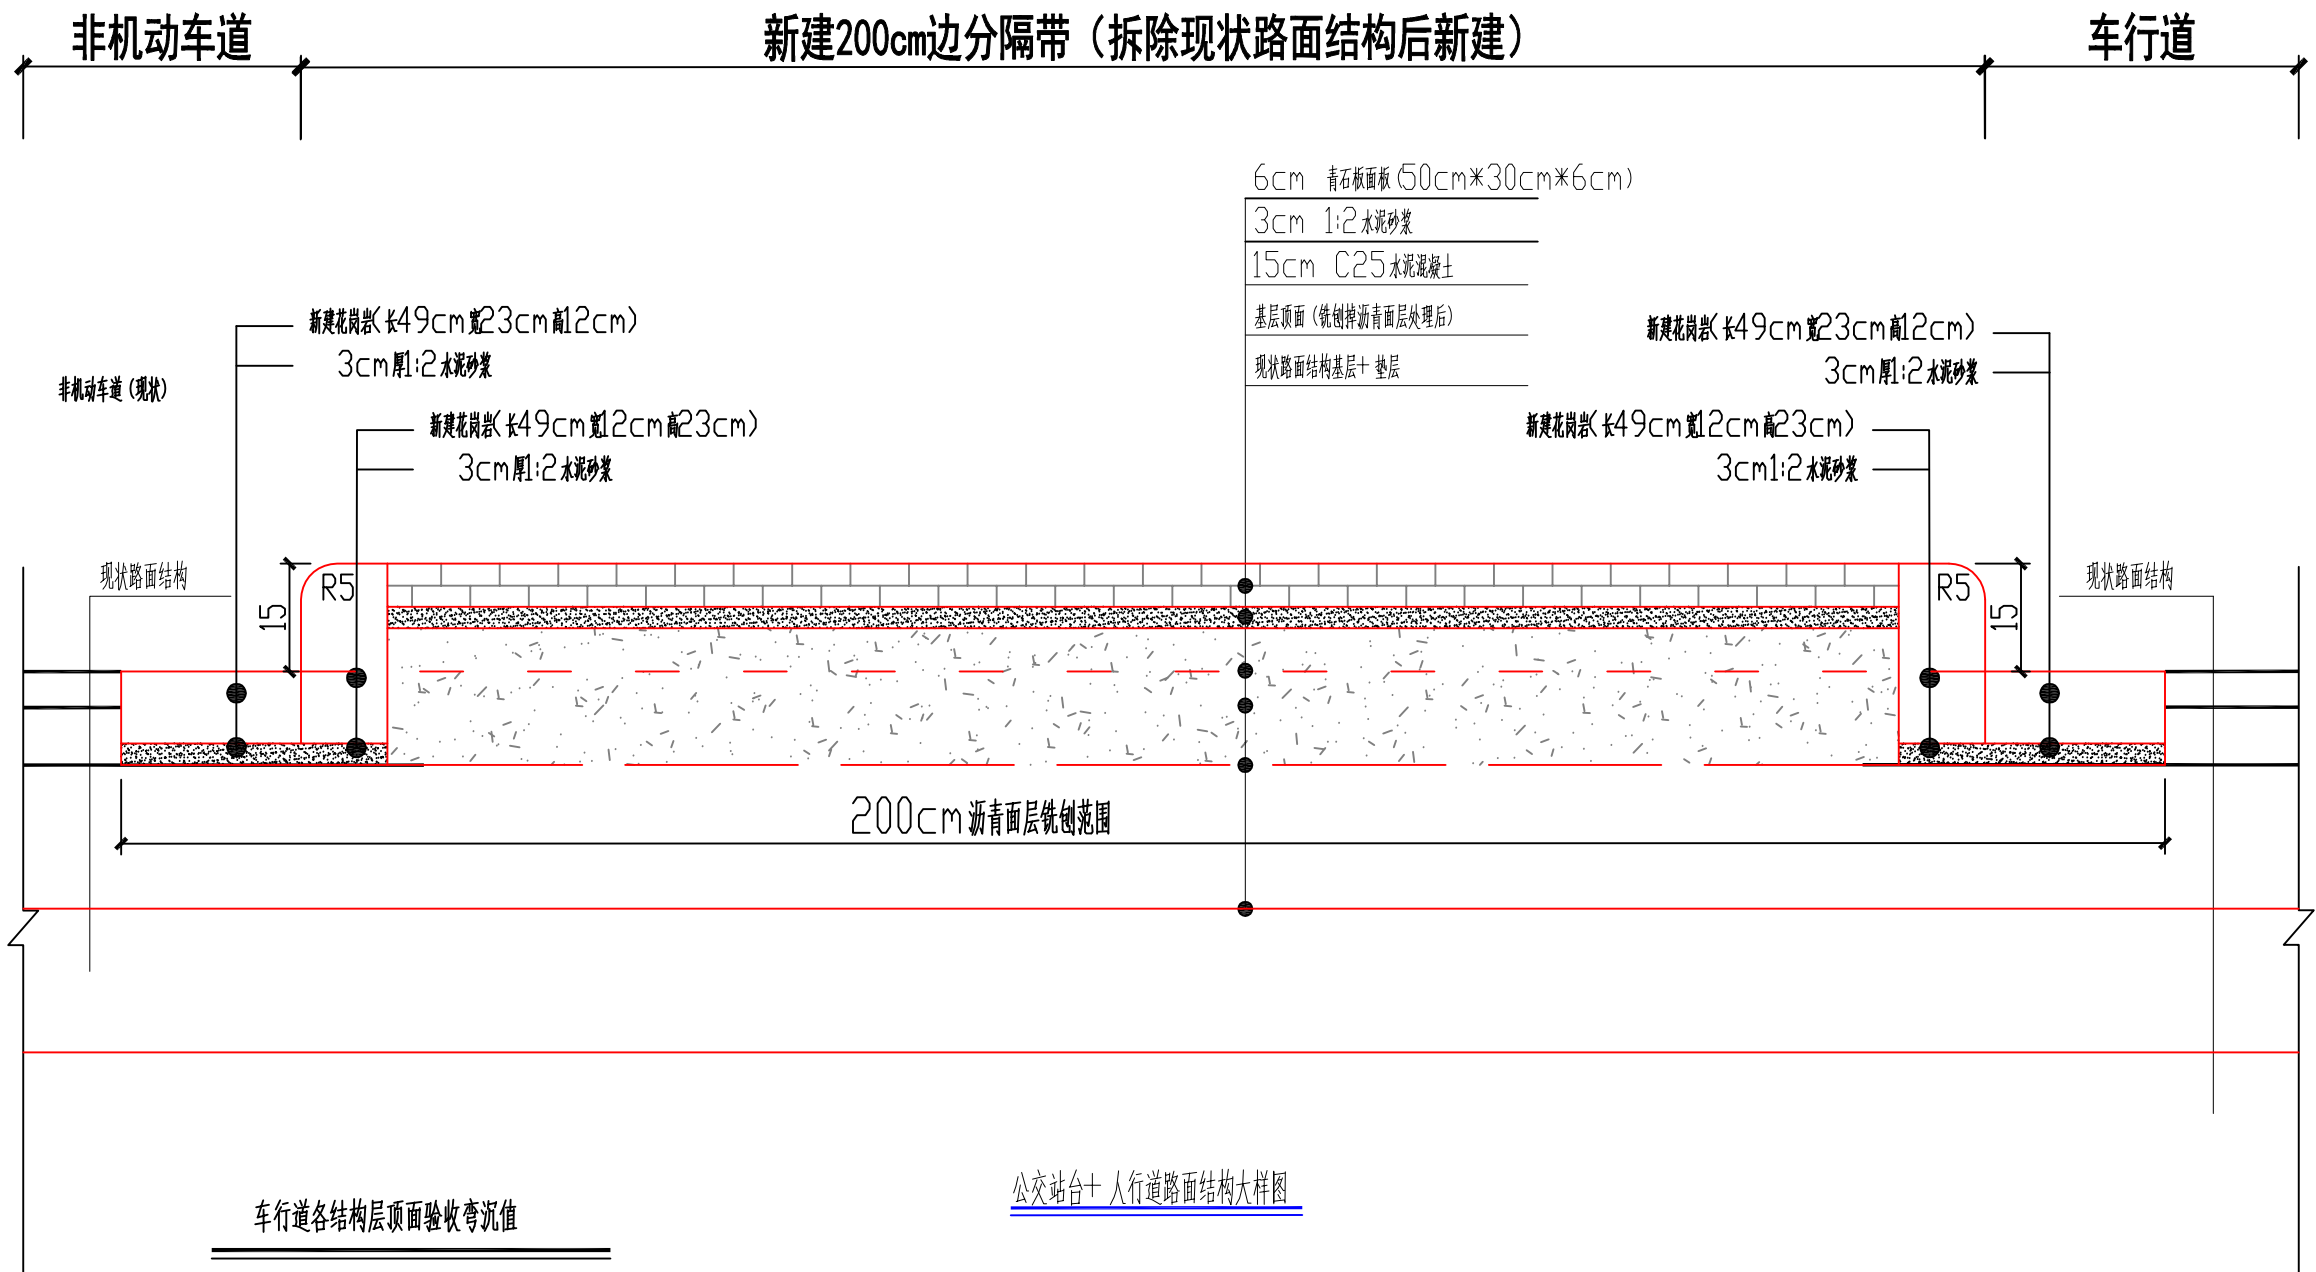 非机动车道
新建200cm边分隔带（拆除现状路面结构后新建）
车行道
6cm 青石板面板(50cm*30cm*6cm)
3cm 1:2水泥砂浆
15cm C25水泥混凝土
基层顶面（铣刨掉沥青面层处理后）
现状路面结构基层+垫层
新建花岗岩(长49cm宽23cm高12cm)
3cm厚1:2水泥砂浆
非机动车道（现状）
新建花岗岩(长49cm宽12cm高23cm)
3cm厚1:2水泥砂浆
新建花岗岩(长49cm宽23cm高12cm)
3cm厚1:2水泥砂浆
新建花岗岩(长49cm宽12cm高23cm)
3cm1:2水泥砂浆
现状路面结构
15
R5
R5
15
现状路面结构
200cm沥青面层铣刨范围
公交站台+人行道路面结构大样图
车行道各结构层顶面验收弯沉值